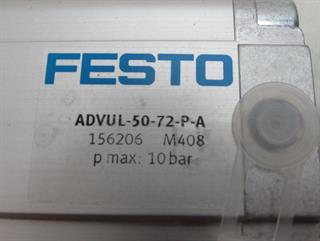 FESTO
ADVUL-50-72-P-A
156206 M408
p max: 10 bar